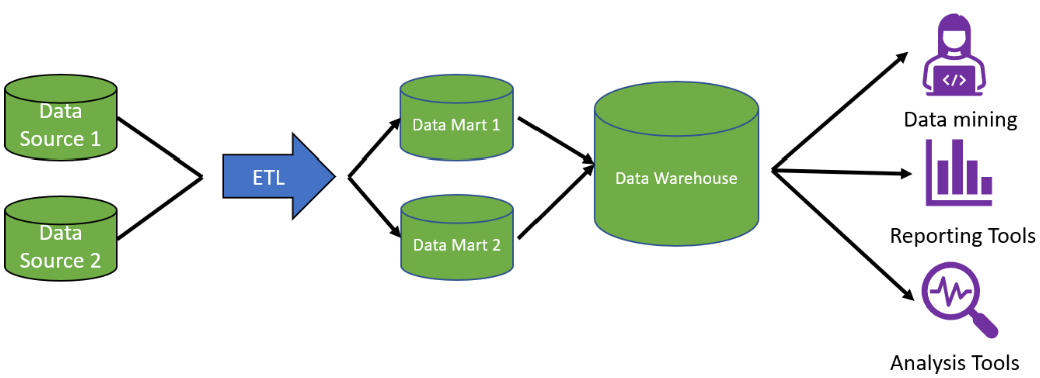 Data
Source 1
Data
Source 2
ETL
Data Mart 1
Data Mart 2
Data Warehouse
</>
Data mining
Reporting Tools
Analysis Tools